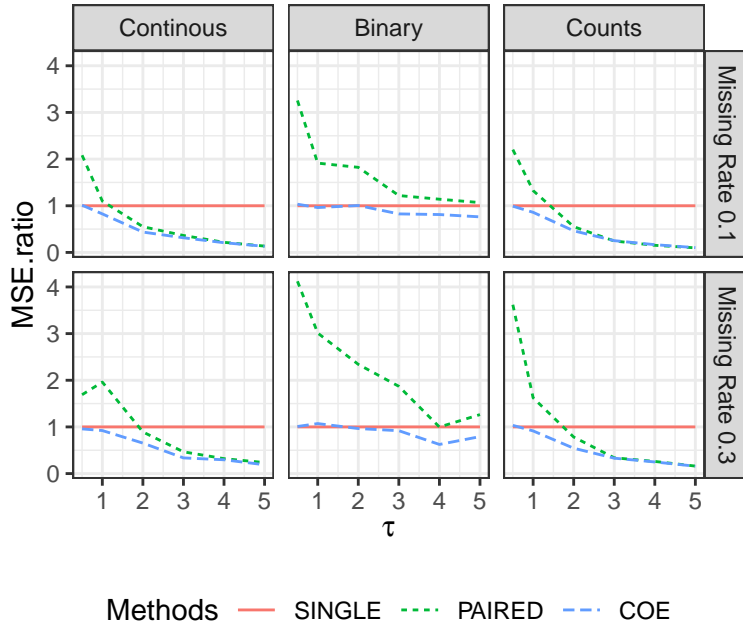 Continous Binary Counts
MSE.ratio
4
3
2
1
0
Missing Rate 0.1
4
3
2
1
0
Missing Rate 0.3
1 2 3 4 5 1 2 3 4 5 1 2 3 4 5
τ
Methods SINGLE PAIRED COE